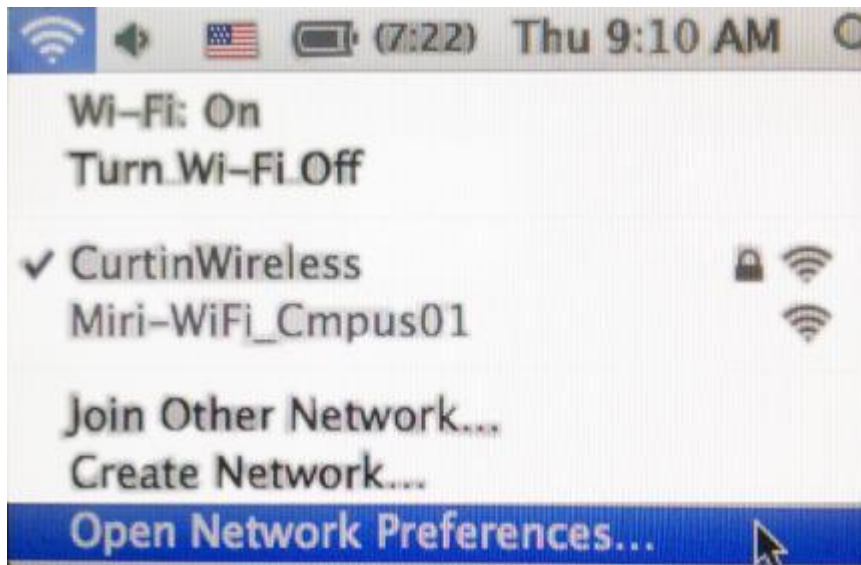 (7:22) Thu 9:10 AM
Wi-Fi: On
Turn Wi-Fi Off
CurtinWireless
Miri-WiFi_Cmpus01
Join Other Network...
Create Network...
Open Network Preferences...